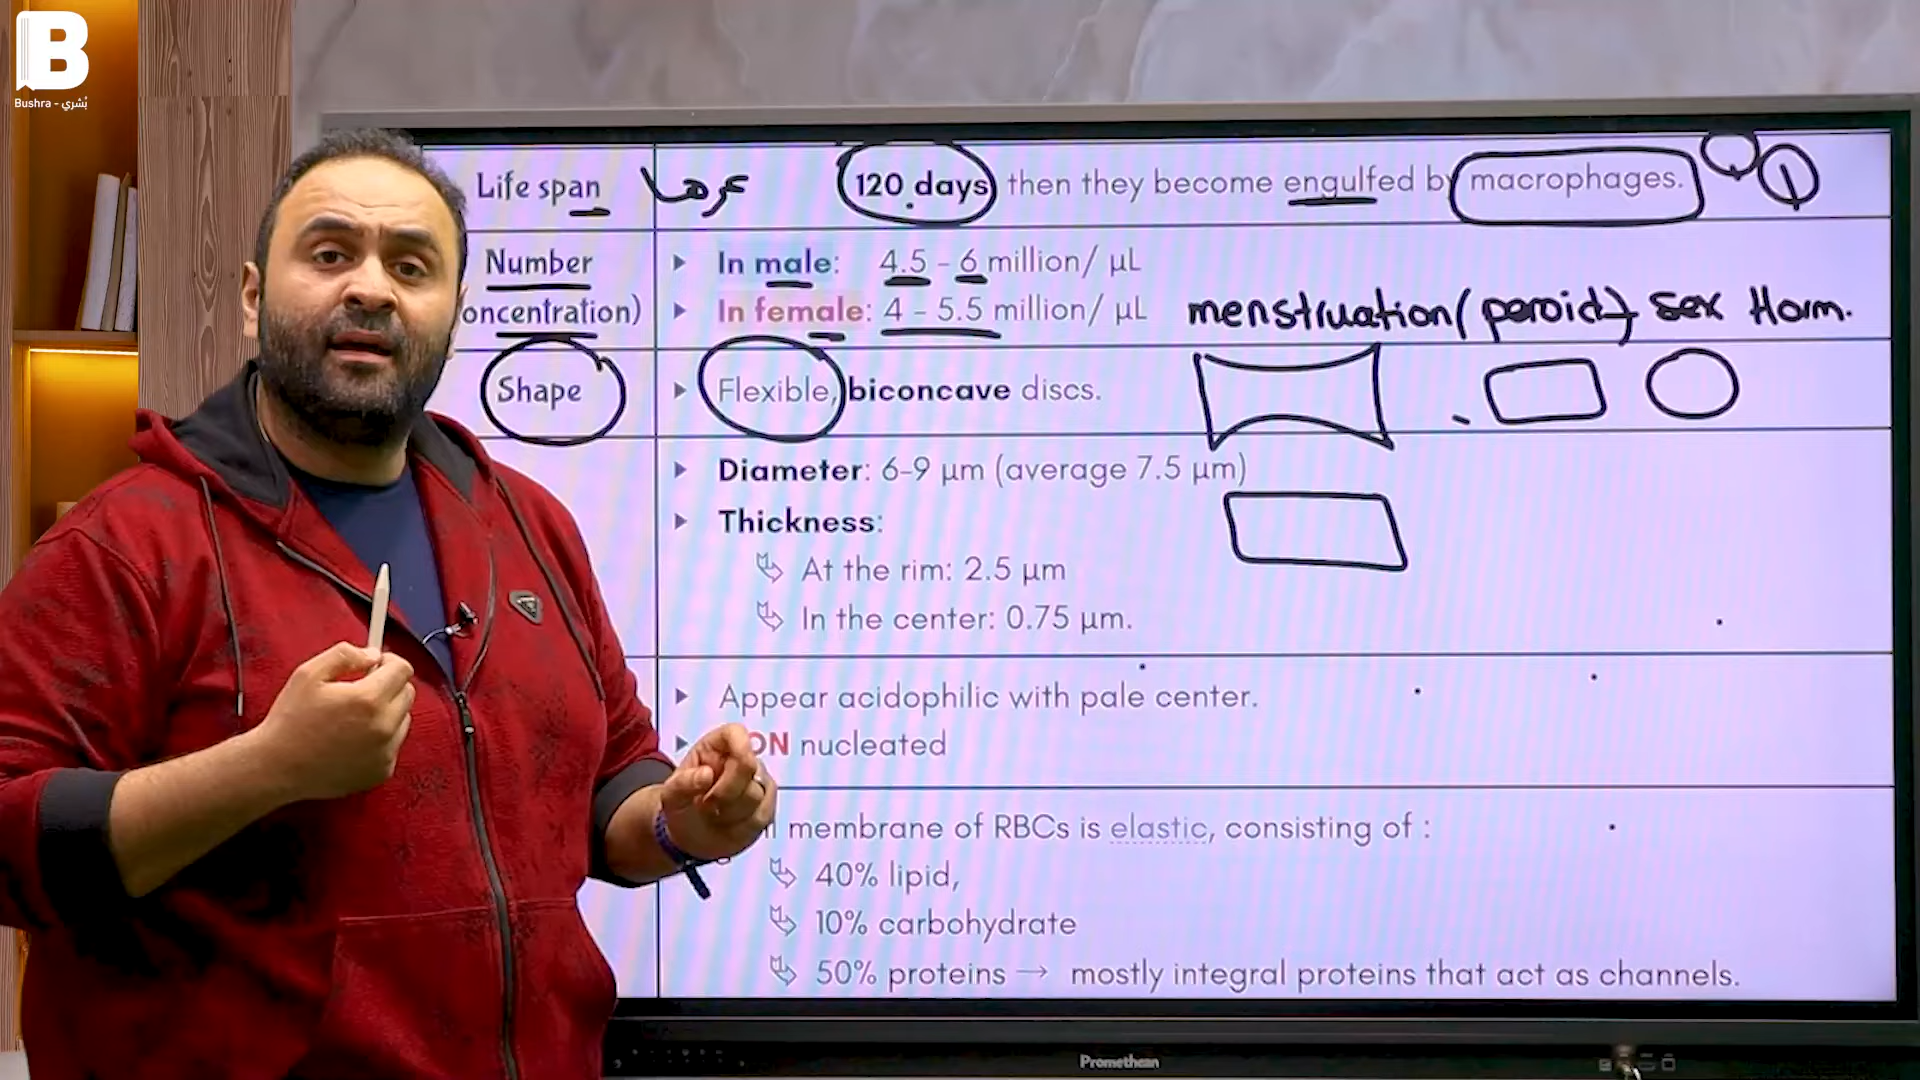 B
Bushra - بُشري
Life span عمرها 120 days then they become engulfed by macrophages.
Number
oncentration)
In male: 4.5 - 6 million/ µL
In female: 4 - 5.5 million/ µL menstruation (peroid) sex Horm.
Shape
Flexible, biconcave discs.
Diameter: 6-9 µm (average 7.5 µm)
Thickness:
At the rim: 2.5 µm
In the center: 0.75 µm.
Appear acidophilic with pale center.
ON nucleated
membrane of RBCs is elastic, consisting of :
40% lipid,
10% carbohydrate
50% proteins → mostly integral proteins that act as channels.
Promethean